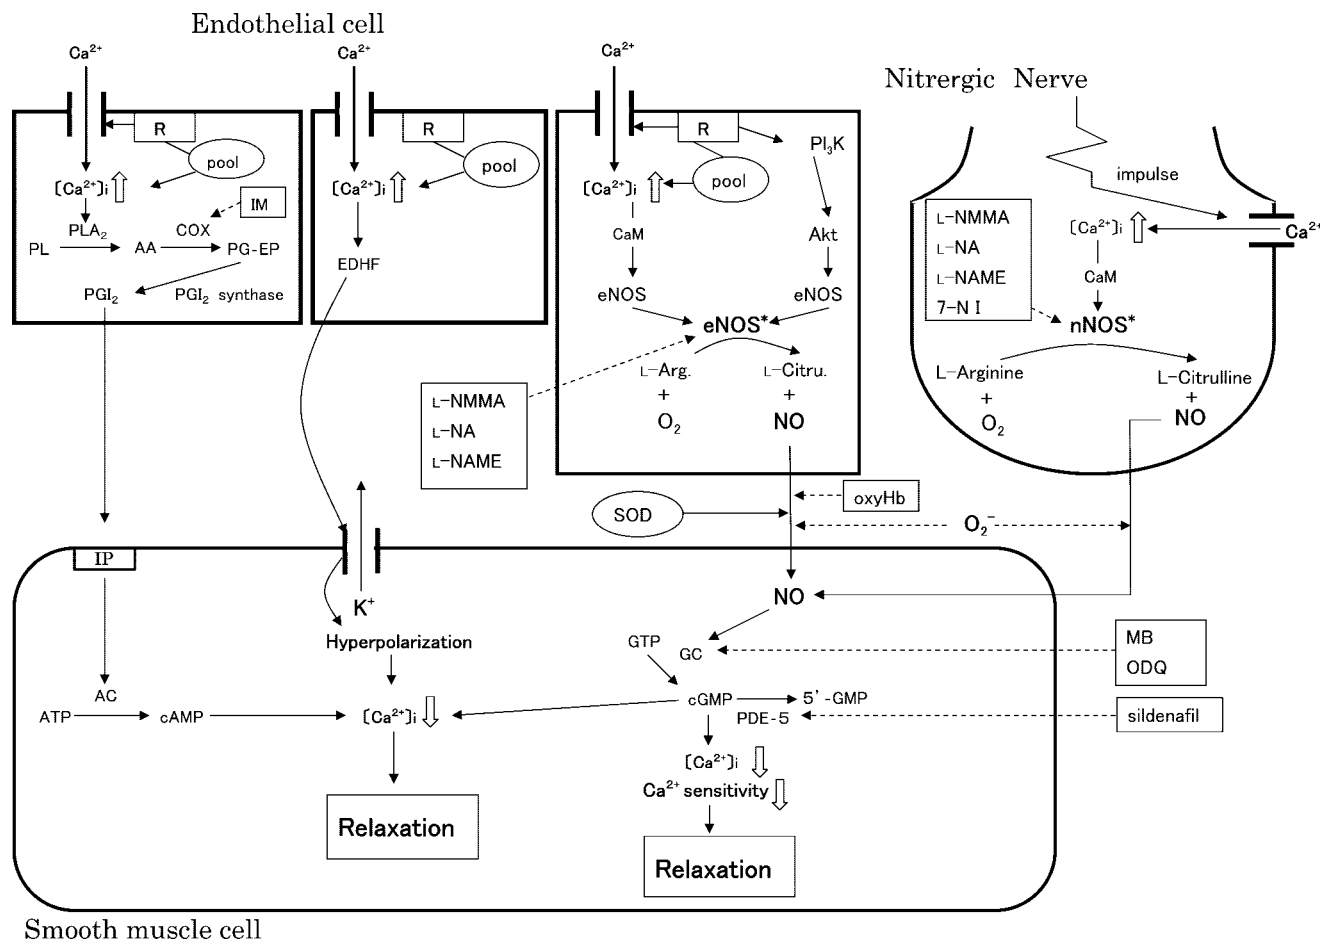 Endothelial cell
Ca²⁺
R
pool
[Ca²⁺]i
IM
PLA₂
COX
PL
AA
PG-EP
PGI₂
PGI₂ synthase
Ca²⁺
R
pool
[Ca²⁺]i
EDHF
Ca²⁺
R
PI₃K
pool
[Ca²⁺]i
CaM
Akt
eNOS
eNOS
eNOS*
L-Arg.
L-Citru.
+
+
O₂
NO
L-NMMA
L-NA
L-NAME
Nitrergic Nerve
impulse
L-NMMA
L-NA
L-NAME
7-N I
[Ca²⁺]i
Ca²⁺
CaM
nNOS*
L-Arginine
L-Citrulline
+
+
O₂
NO
oxyHb
SOD
O₂⁻
IP
K⁺
NO
Hyperpolarization
GTP
GC
MB
ODQ
AC
ATP
cAMP
[Ca²⁺]i
cGMP
5'-GMP
PDE-5
sildenafil
[Ca²⁺]i
Ca²⁺ sensitivity
Relaxation
Relaxation
Smooth muscle cell